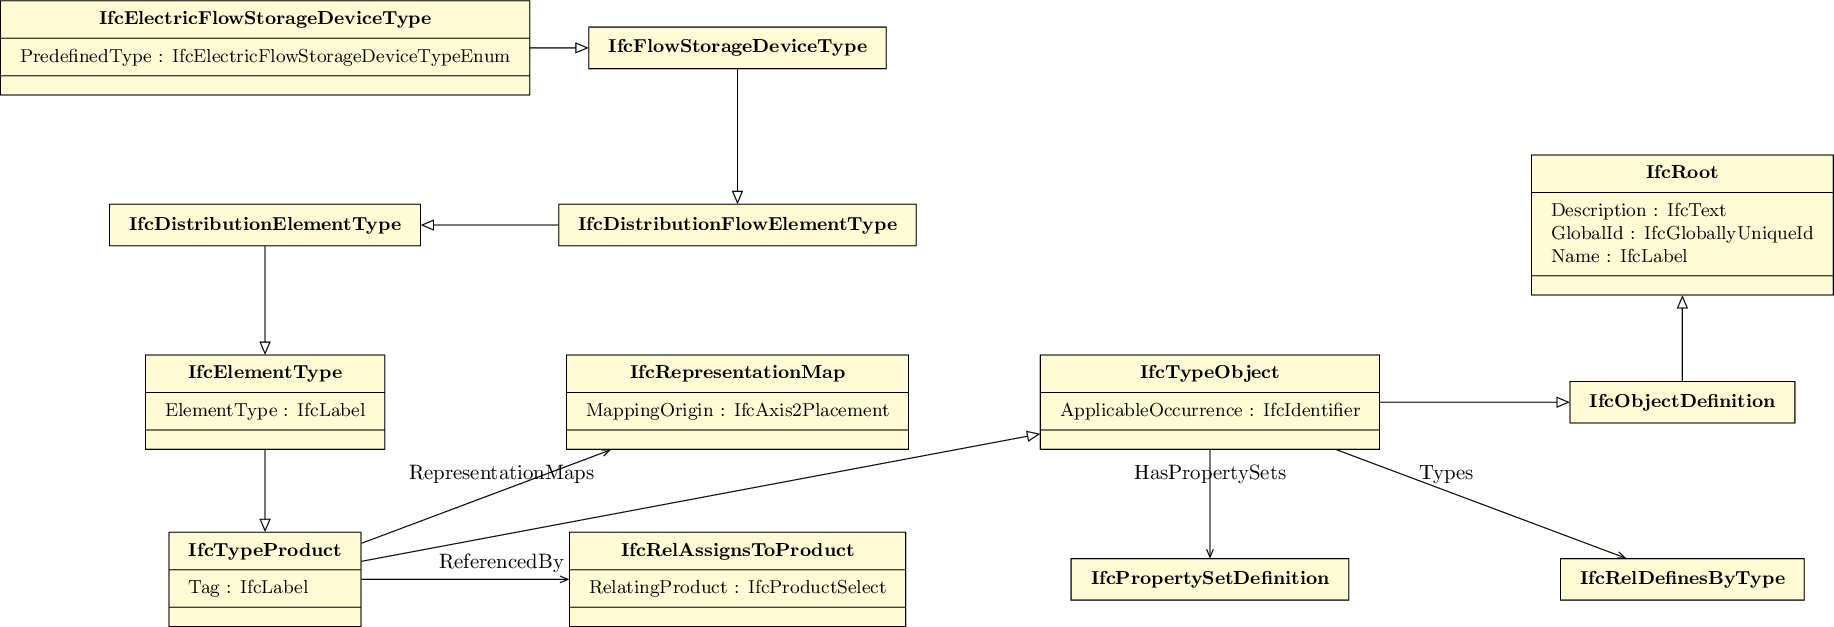 IfcElectricFlowStorageDeviceType
PredefinedType : IfcElectricFlowStorageDeviceTypeEnum
IfcFlowStorageDeviceType
IfcDistributionElementType
IfcDistributionFlowElementType
IfcRoot
Description : IfcText
GlobalId : IfcGloballyUniqueId
Name : IfcLabel
IfcElementType
ElementType : IfcLabel
IfcRepresentationMap
MappingOrigin : IfcAxis2Placement
IfcTypeObject
ApplicableOccurrence : IfcIdentifier
IfcObjectDefinition
RepresentationMaps
HasPropertySets
Types
IfcTypeProduct
Tag : IfcLabel
ReferencedBy
IfcRelAssignsToProduct
RelatingProduct : IfcProductSelect
IfcPropertySetDefinition
IfcRelDefinesByType